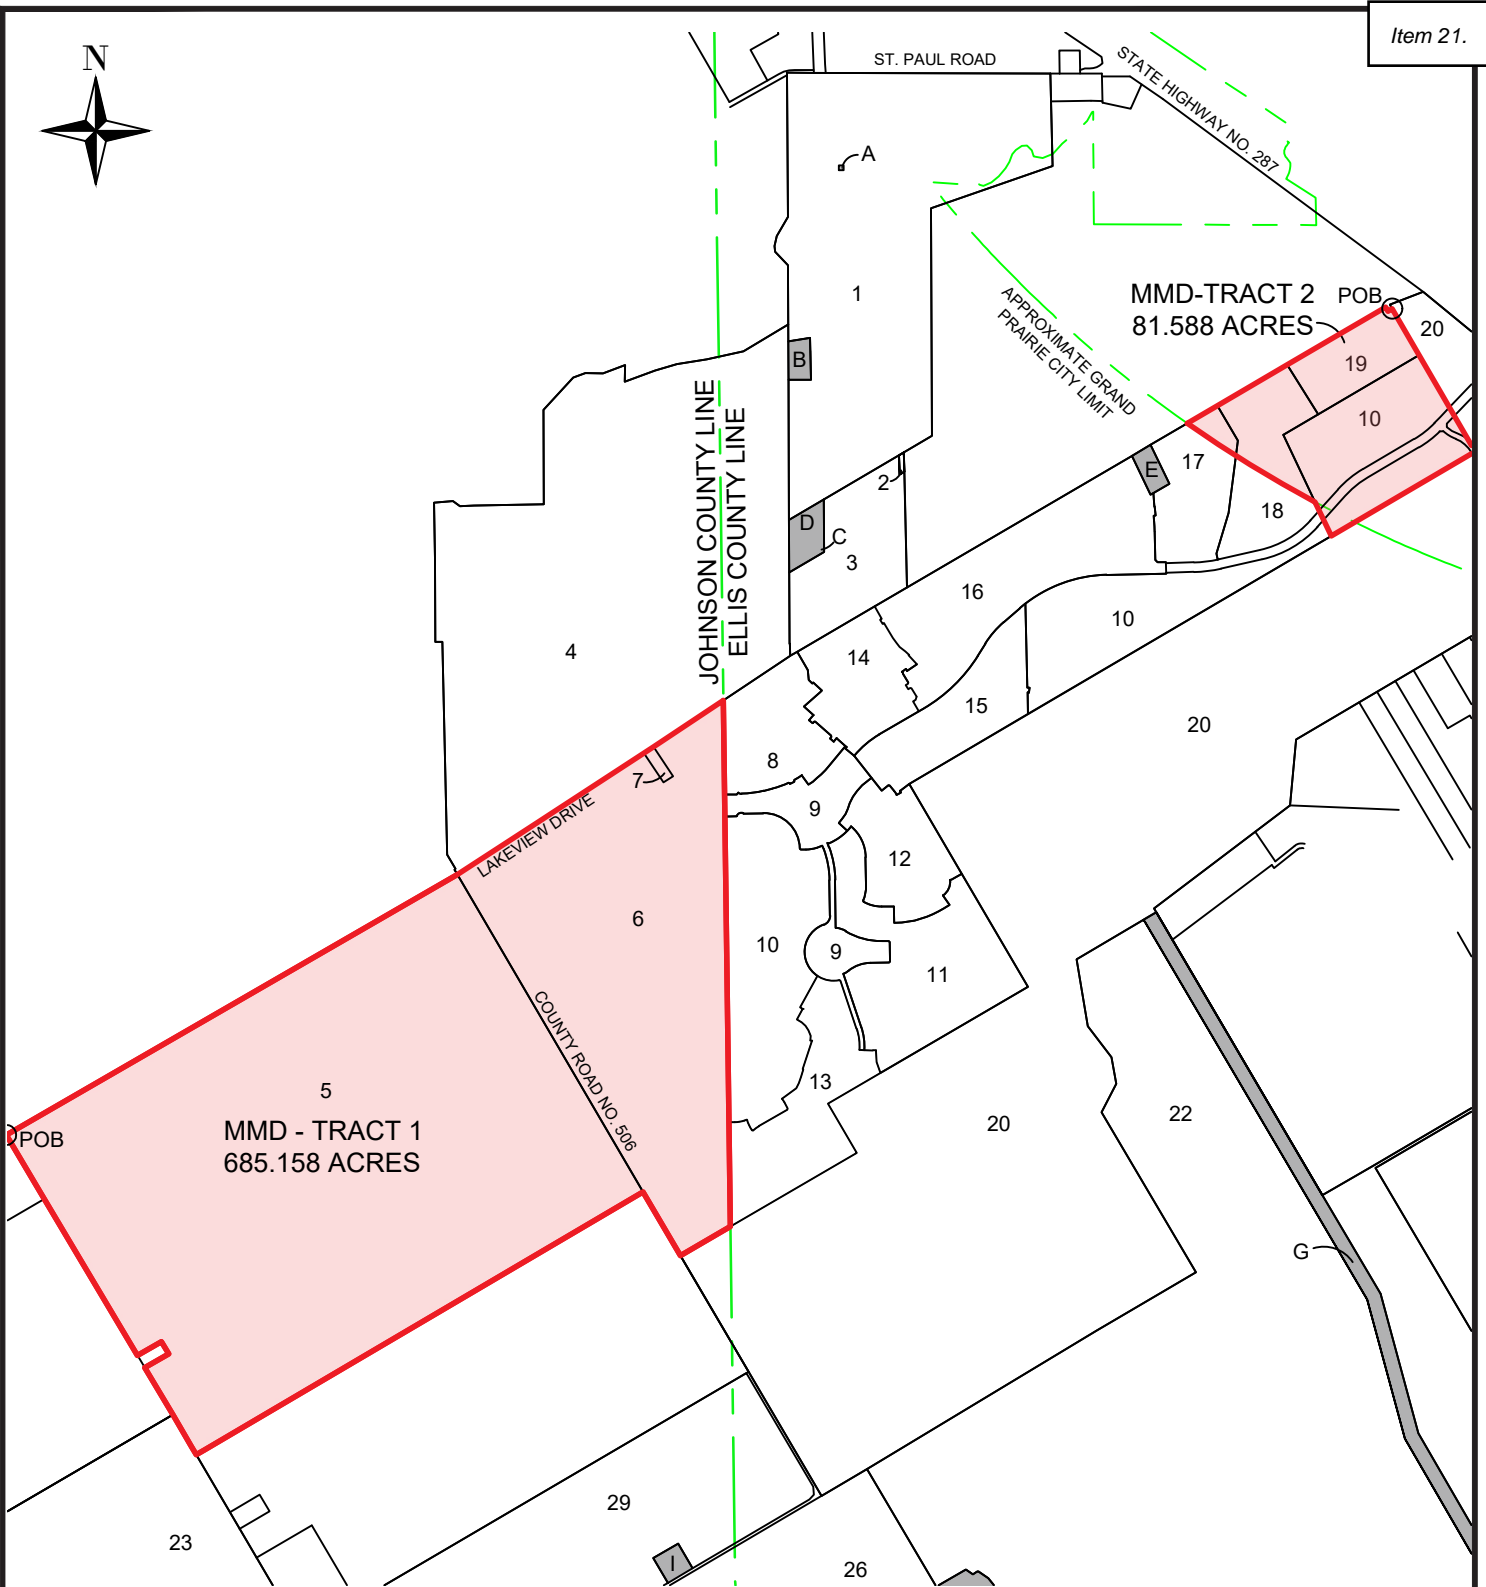 Item 21.
N
ST. PAUL ROAD
STATE HIGHWAY NO. 287
A
1
MMD-TRACT 2
81.588 ACRES
POB
20
APPROXIMATE GRAND
PRAIRIE CITY LIMIT
19
B
10
JOHNSON COUNTY LINE
ELLIS COUNTY LINE
17
E
2
18
D
C
3
16
10
4
14
15
20
8
7
9
LAKEVIEW DRIVE
12
6
10
9
11
COUNTY ROAD NO. 506
13
5
MMD - TRACT 1
685.158 ACRES
POB
20
22
G
29
23
I
26